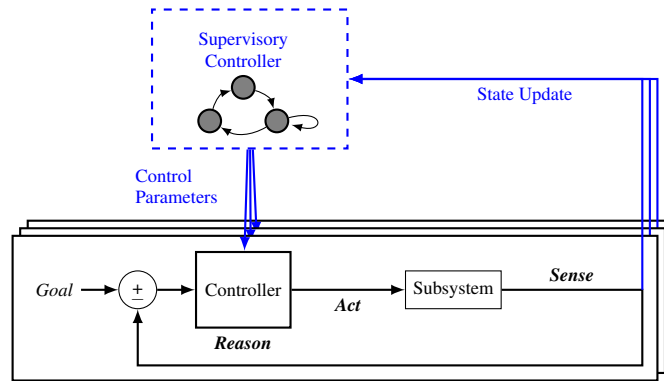 Supervisory
Controller
State Update
Control
Parameters
Goal
±
Controller
Subsystem
Sense
Act
Reason